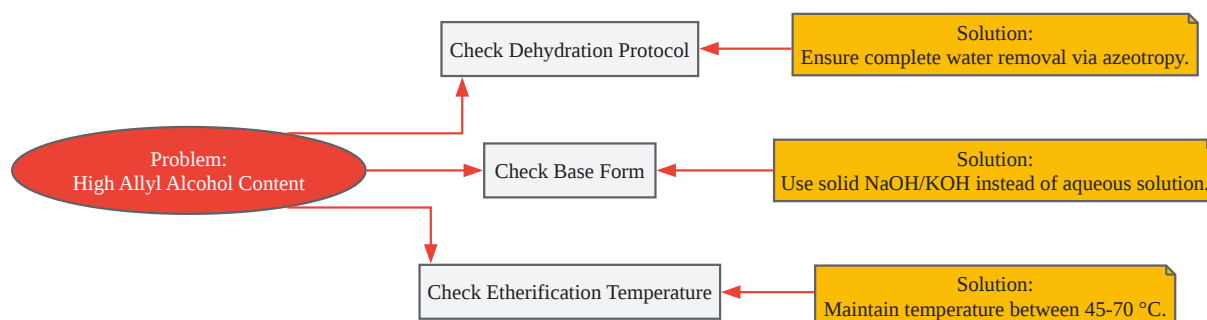 Problem:
High Allyl Alcohol Content
Check Dehydration Protocol
Solution:
Ensure complete water removal via azeotropy.
Check Base Form
Solution:
Use solid NaOH/KOH instead of aqueous solution.
Check Etherification Temperature
Solution:
Maintain temperature between 45-70 °C.